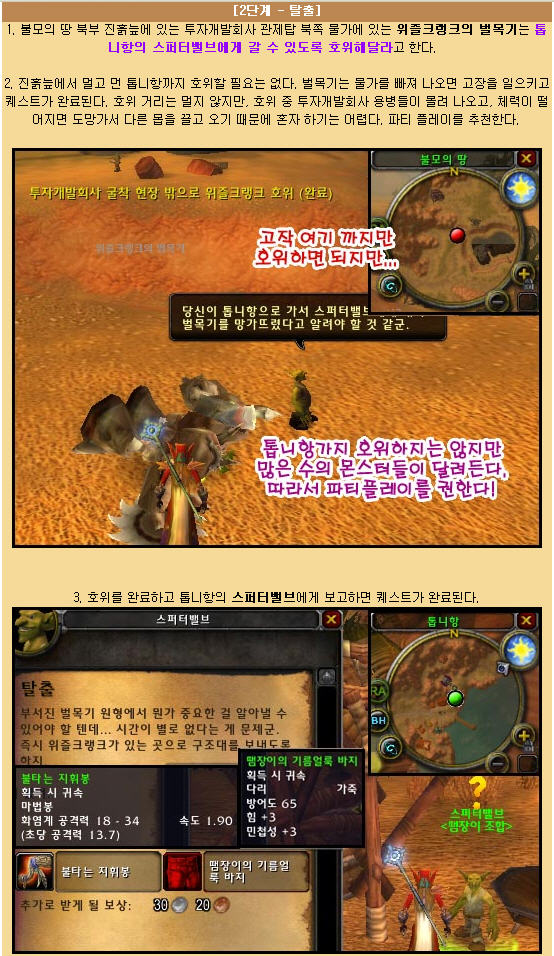 [2단계 - 탈출]
1. 불모의 땅 북부 진흙늪에 있는 투자개발회사 관제탑 북쪽 물가에 있는 위즐크랭크의 벌목기는 톱
니항의 스퍼터밸브에게 갈 수 있도록 호위해달라고 한다.
2. 진흙늪에서 멀고 먼 톱니항까지 호위할 필요는 없다. 벌목기는 물가를 빠져 나오면 고장을 일으키고
퀘스트가 완료된다. 호위 거리는 멀지 않지만, 호위 중 투자개발회사 용병들이 몰려 나오고, 체력이 떨
어지면 도망가서 다른 몹을 끌고 오기 때문에 혼자 하기는 어렵다. 파티 플레이를 추천한다.
불모의 땅
N
투자개발회사 굴착 현장 밖으로 위즐크랭크 호위 (완료)
위즐크랭크의 벌목기
고작 여기 까지만
호위하면 되지만...
당신이 톱니항으로 가서 스퍼터밸브
벌목기를 망가뜨렸다고 알려야 할 것 같군.
톱니항가지 호위하지는 않지만
많은 수의 몬스터들이 달려든다,
따라서 파티플레이를 권한다!
3. 호위를 완료하고 톱니항의 스퍼터밸브에게 보고하면 퀘스트가 완료된다.
스퍼터밸브
톱니항
N
RA
BH
탈출
부서진 벌목기 원형에서 뭔가 중요한 걸 알아낼 수
있어야 할 텐데... 시간이 별로 없다는 게 문제군.
즉시 위즐크랭크가 있는 곳으로 구조대를 보내도록
하지
불타는 지휘봉
획득 시 귀속
마법봉
화염계 공격력 18 - 34 속도 1.90
(초당 공격력 13.7)
땜장이의 기름얼룩 바지
획득 시 귀속
다리 가죽
방어도 65
힘 +3
민첩성 +3
?
스퍼터밸브
<땜장이 조합>
불타는 지휘봉
땜장이의 기름얼
룩 바지
추가로 받게 될 보상: 30 20